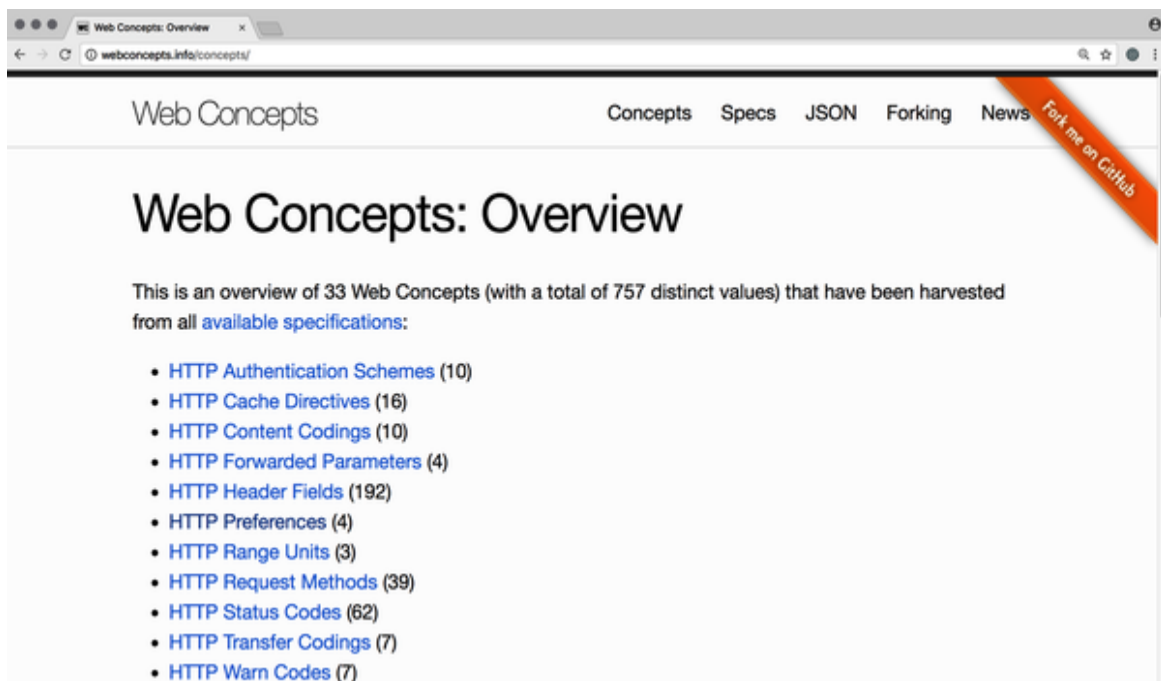 Web Concepts: Overview
webconcepts.info/concepts/
Web Concepts
Concepts Specs JSON Forking News
Fork me on GitHub
Web Concepts: Overview
This is an overview of 33 Web Concepts (with a total of 757 distinct values) that have been harvested
from all available specifications:
• HTTP Authentication Schemes (10)
• HTTP Cache Directives (16)
• HTTP Content Codings (10)
• HTTP Forwarded Parameters (4)
• HTTP Header Fields (192)
• HTTP Preferences (4)
• HTTP Range Units (3)
• HTTP Request Methods (39)
• HTTP Status Codes (62)
• HTTP Transfer Codings (7)
• HTTP Warn Codes (7)